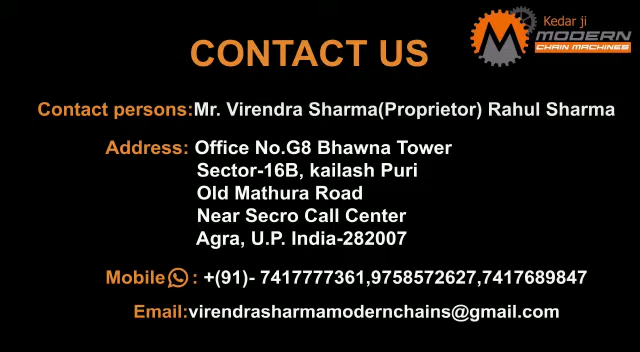 Kedar ji
MODERN
CHAIN MACHINES
CONTACT US
Contact persons:Mr. Virendra Sharma(Proprietor) Rahul Sharma
Address: Office No.G8 Bhawna Tower
Sector-16B, kailash Puri
Old Mathura Road
Near Secro Call Center
Agra, U.P. India-282007
Mobile : +(91)- 7417777361,9758572627,7417689847
Email:virendrasharmamodernchains@gmail.com